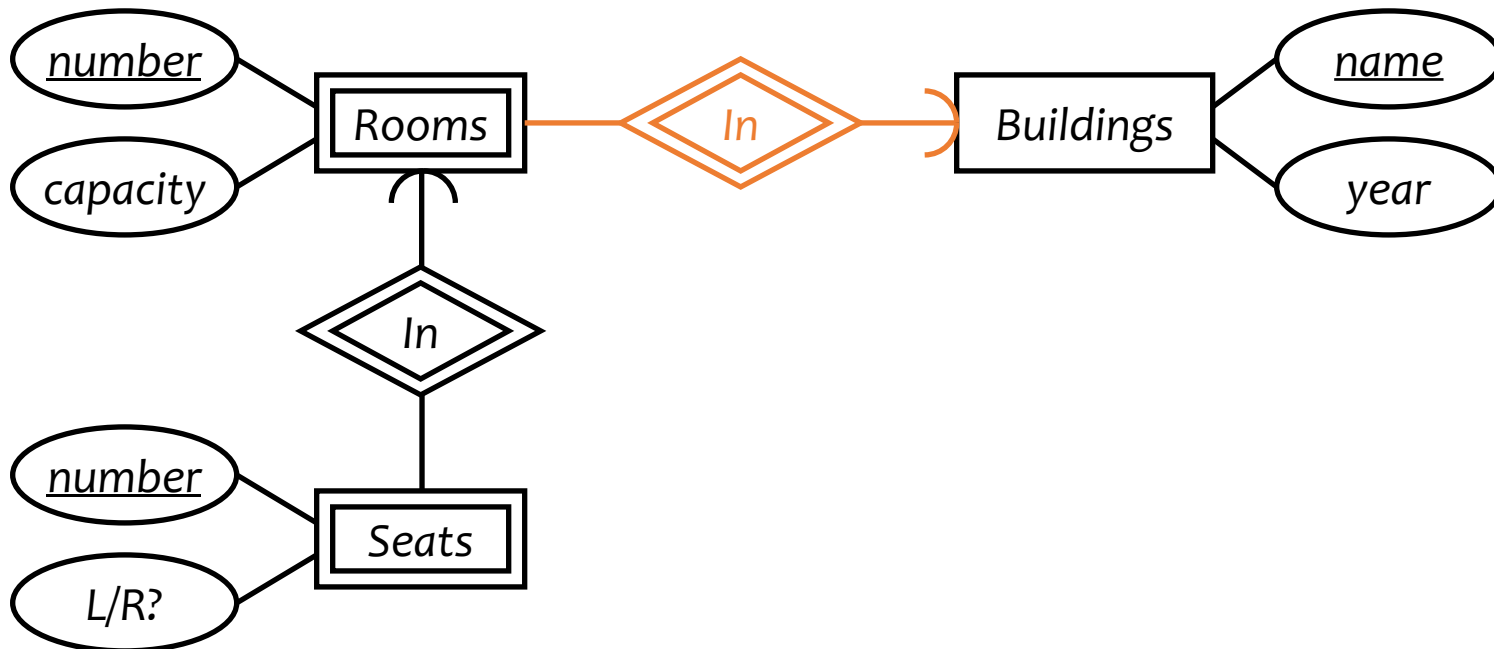 number
capacity
Rooms
In
Buildings
name
year
In
number
L/R?
Seats